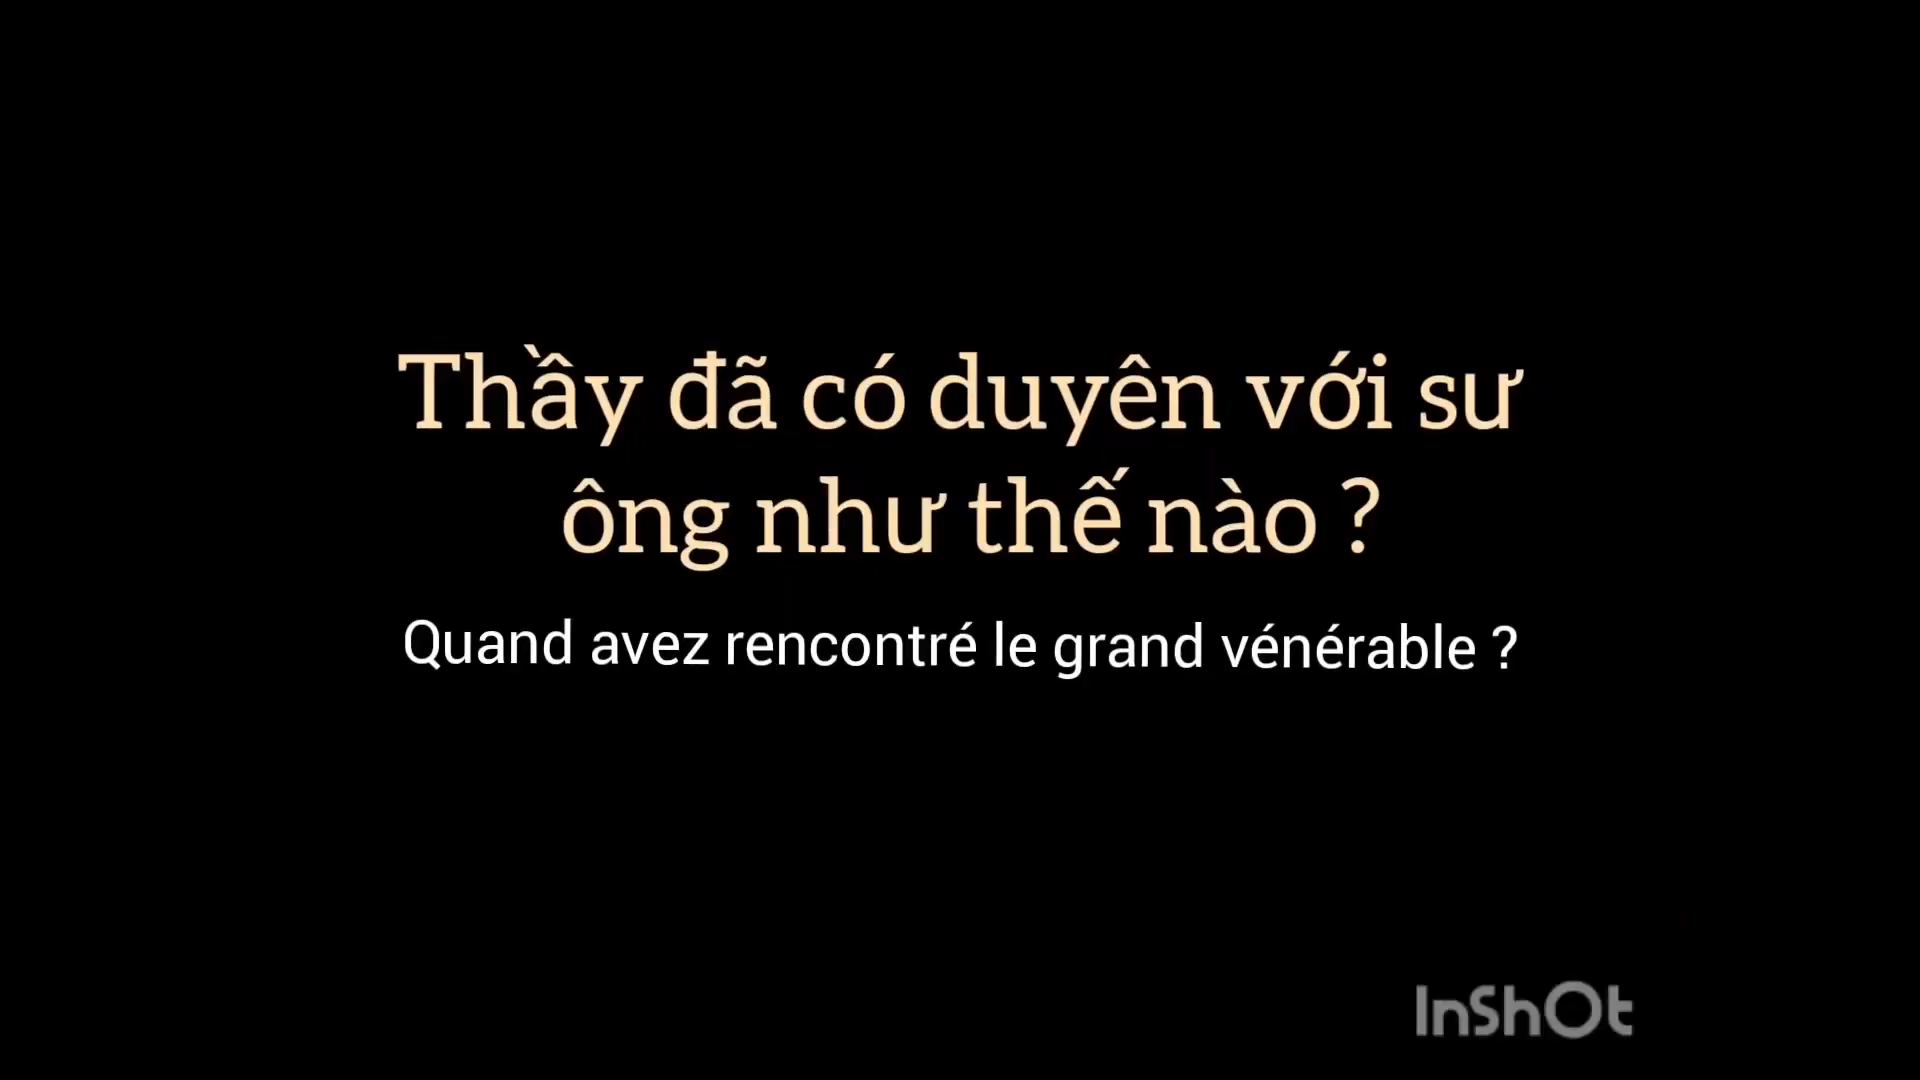 Thầy đã có duyên với sư
ông như thế nào ?
Quand avez rencontré le grand vénérable ?
InShOt